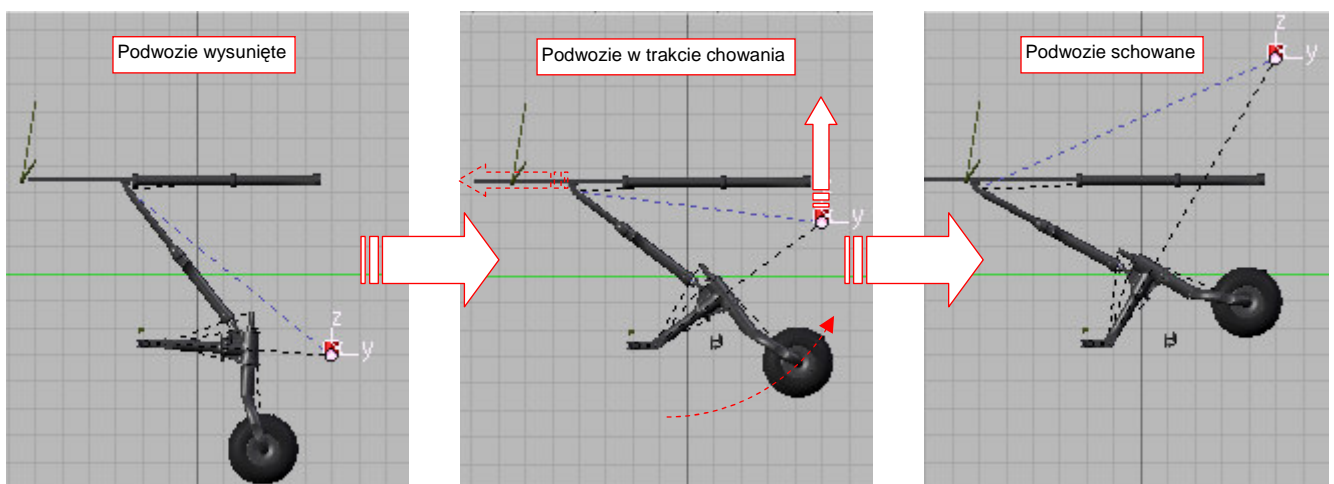 Podwozie wysunięte
Podwozie w trakcie chowania
Podwozie schowane
z
y
y
z
y